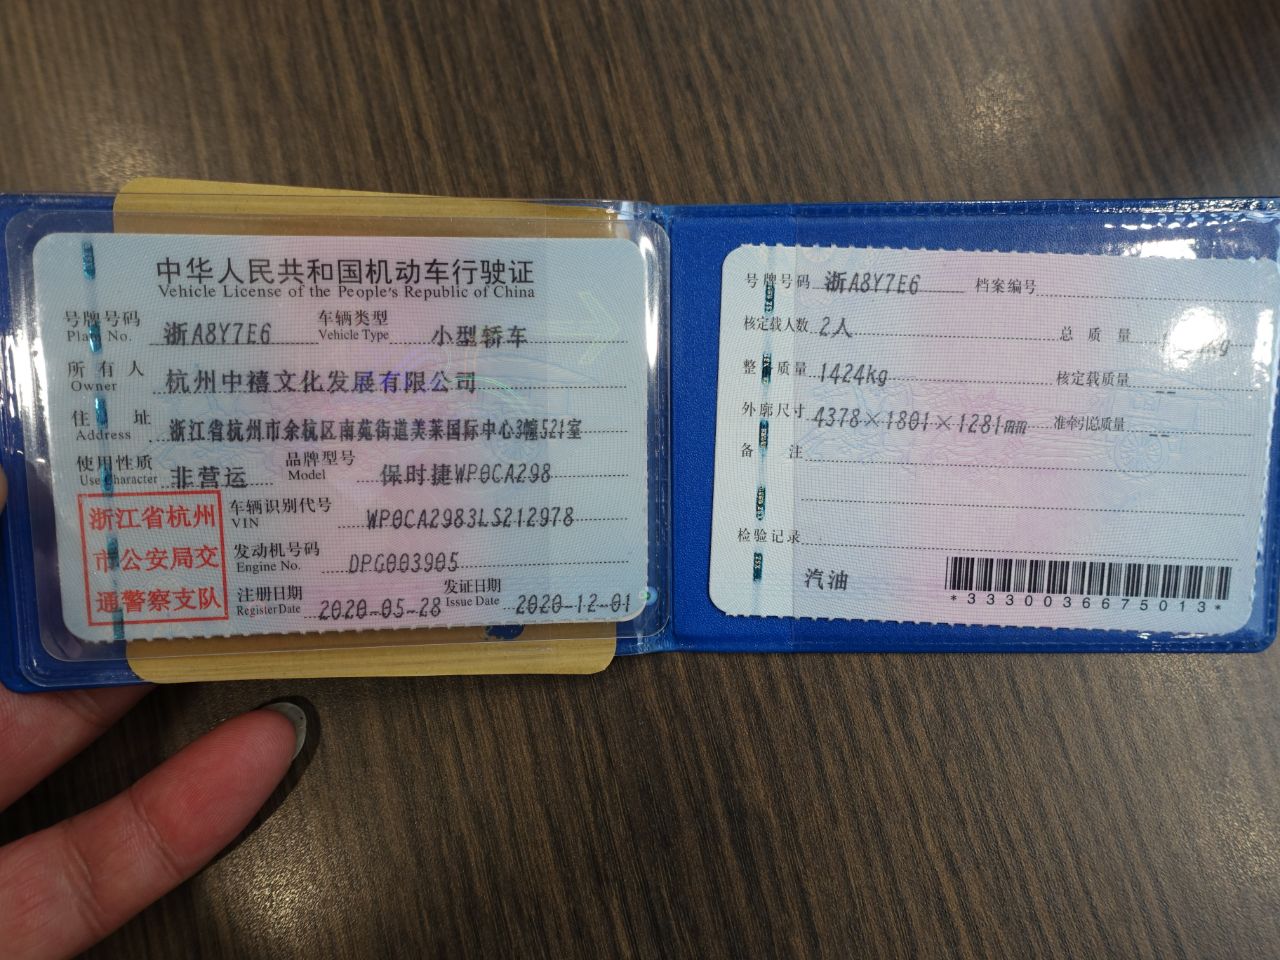 中华人民共和国机动车行驶证
Vehicle License of the People's Republic of China
号牌号码 浙A8Y7E6 车辆类型 小型轿车
Plate No. Vehicle Type
所有人 杭州中禧文化发展有限公司
Owner
住址 浙江省杭州市余杭区南苑街道美莱国际中心3幢521室
Address
使用性质 非营运 品牌型号 保时捷WP0CA298
Use Character Model
浙江省杭州
市公安局交
通警察支队
车辆识别代号 WP0CA2983LS212978
VIN
发动机号码 DPG003905
Engine No.
注册日期 2020-05-28 发证日期 2020-12-01
Register Date Issue Date
号牌号码 浙A8Y7E6 档案编号
核定载人数 2人 总质量 kg
整备质量 1424kg 核定载质量 --
外廓尺寸 4378×1801×1281mm 准牵引总质量 --
备注
检验记录
汽油
*3330036675013*